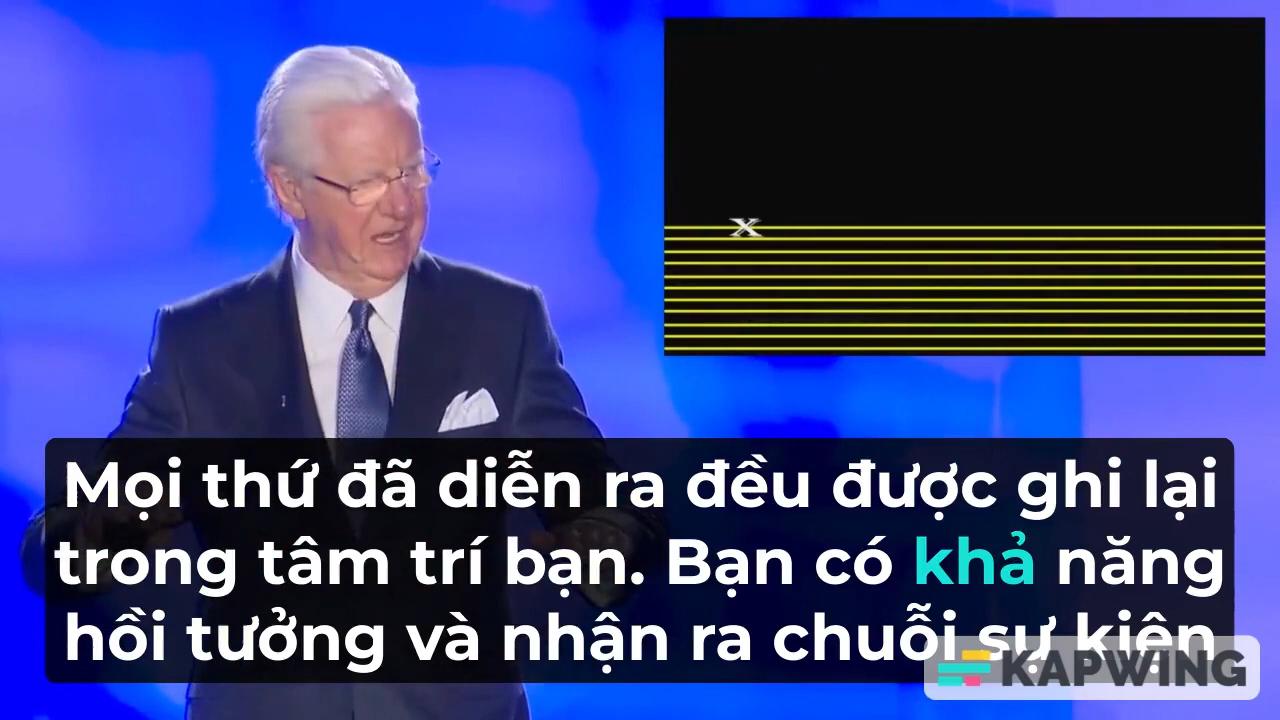 X
Mọi thứ đã diễn ra đều được ghi lại
trong tâm trí bạn. Bạn có khả năng
hồi tưởng và nhận ra chuỗi sự kiện
KAPWING